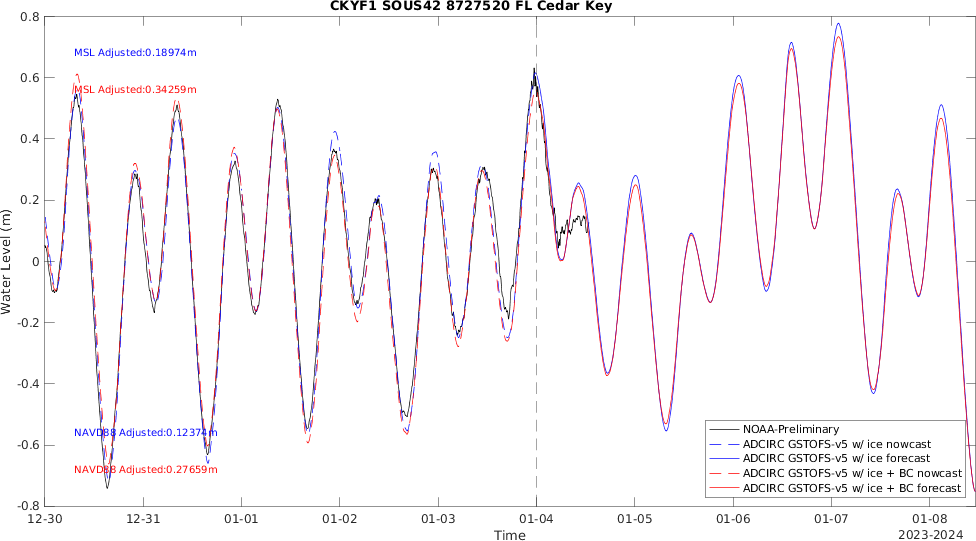 CKYF1 SOUS42 8727520 FL Cedar Key
0.8
0.6
0.4
0.2
0
-0.2
-0.4
-0.6
-0.8
Water Level (m)
MSL Adjusted:0.18974m
MSL Adjusted:0.34259m
NAVD88 Adjusted:0.12374m
NAVD88 Adjusted:0.27659m
NOAA-Preliminary
ADCIRC GSTOFS-v5 w/ ice nowcast
ADCIRC GSTOFS-v5 w/ ice forecast
ADCIRC GSTOFS-v5 w/ ice + BC nowcast
ADCIRC GSTOFS-v5 w/ ice + BC forecast
12-30 12-31 01-01 01-02 01-03 01-04 01-05 01-06 01-07 01-08
Time
2023-2024